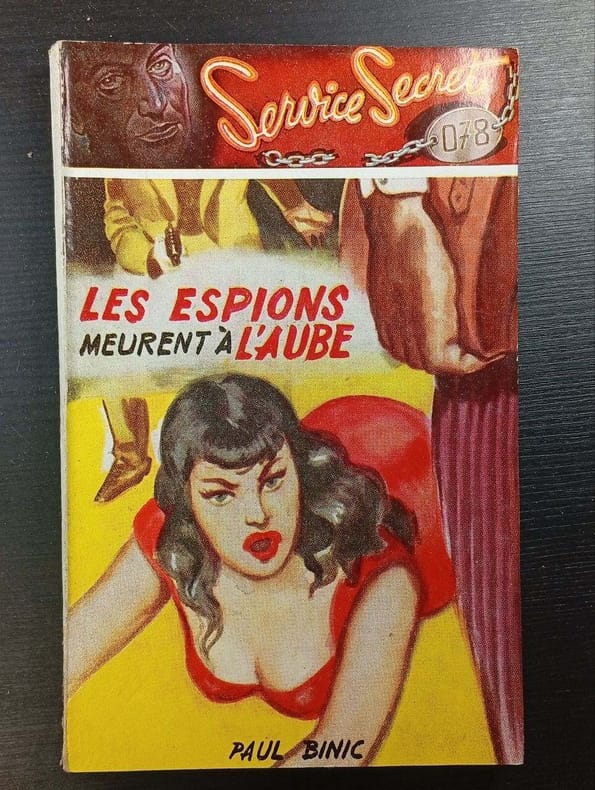 Service Secret
078
LES ESPIONS
MEURENT À L'AUBE
PAUL BINIC